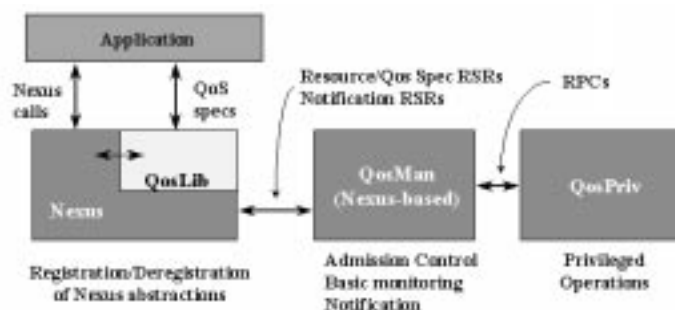 Application
Nexus
calls
QoS
specs
Resource/Qos Spec RSRs
Notification RSRs
RPCs
QosLib
Nexus
QosMan
(Nexus-based)
QosPriv
Registration/Deregistration
of Nexus abstractions
Admission Control
Basic monitoring
Notification
Privileged
Operations